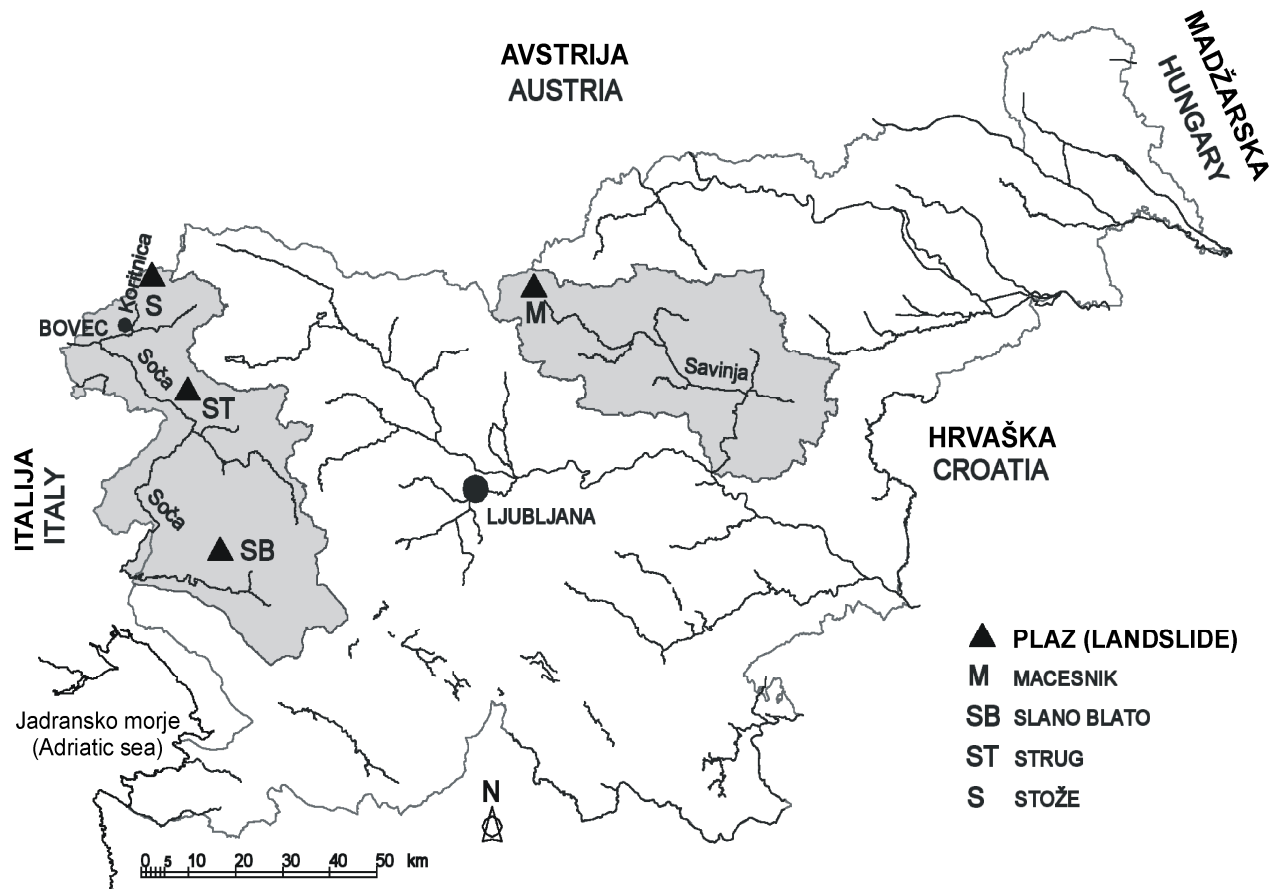 AVSTRIJA
AUSTRIA
MADŽARSKA
HUNGARY
Koritnica
S
BOVEC
Soča
ST
M
Savinja
HRVAŠKA
CROATIA
ITALIJA
ITALY
Soča
LJUBLJANA
SB
PLAZ (LANDSLIDE)
M MACESNIK
SB SLANO BLATO
ST STRUG
S STOŽE
Jadransko morje
(Adriatic sea)
N
0 5 10 20 30 40 50 km